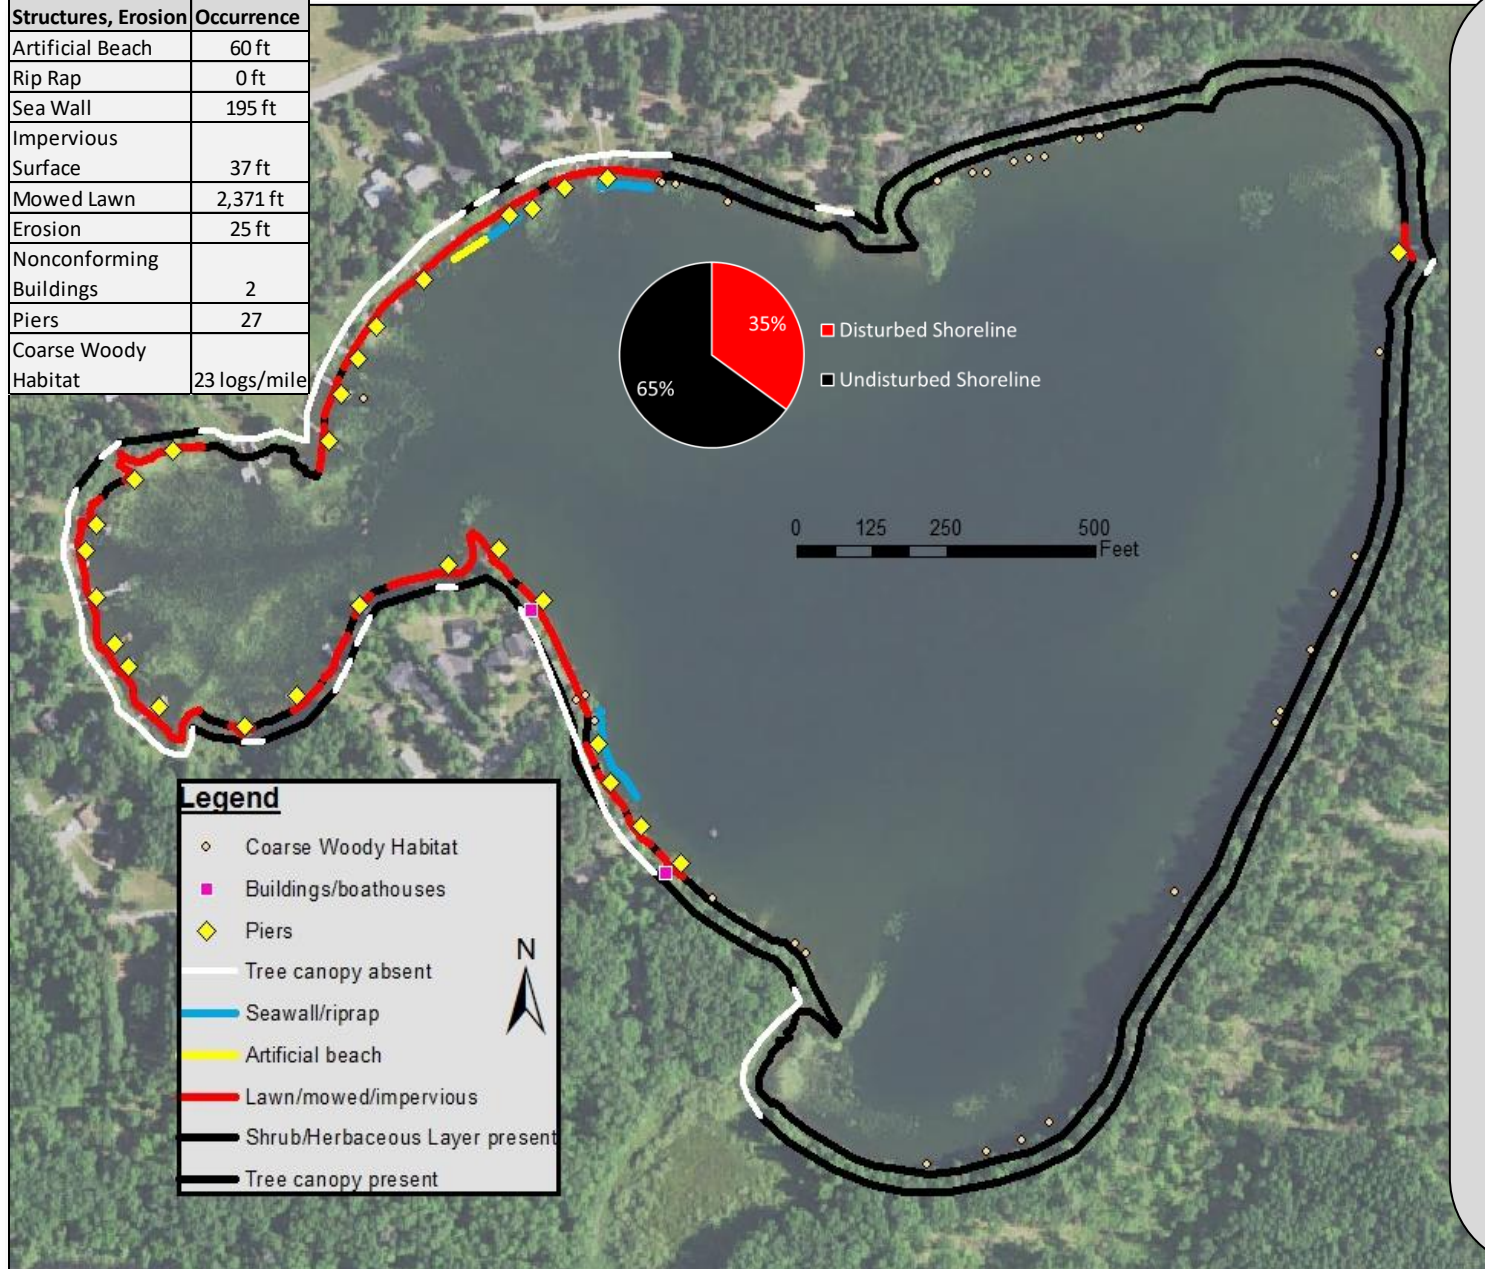 Structures, Erosion Occurrence
Artificial Beach 60 ft
Rip Rap 0 ft
Sea Wall 195 ft
Impervious
Surface 37 ft
Mowed Lawn 2,371 ft
Erosion 25 ft
Nonconforming
Buildings 2
Piers 27
Coarse Woody
Habitat 23 logs/mile
35%
65%
Disturbed Shoreline
Undisturbed Shoreline
0 125 250 500
Feet
Legend
Coarse Woody Habitat
Buildings/boathouses
Piers
N
Tree canopy absent
Seawall/riprap
Artificial beach
Lawn/mowed/impervious
Shrub/Herbaceous Layer present
Tree canopy present